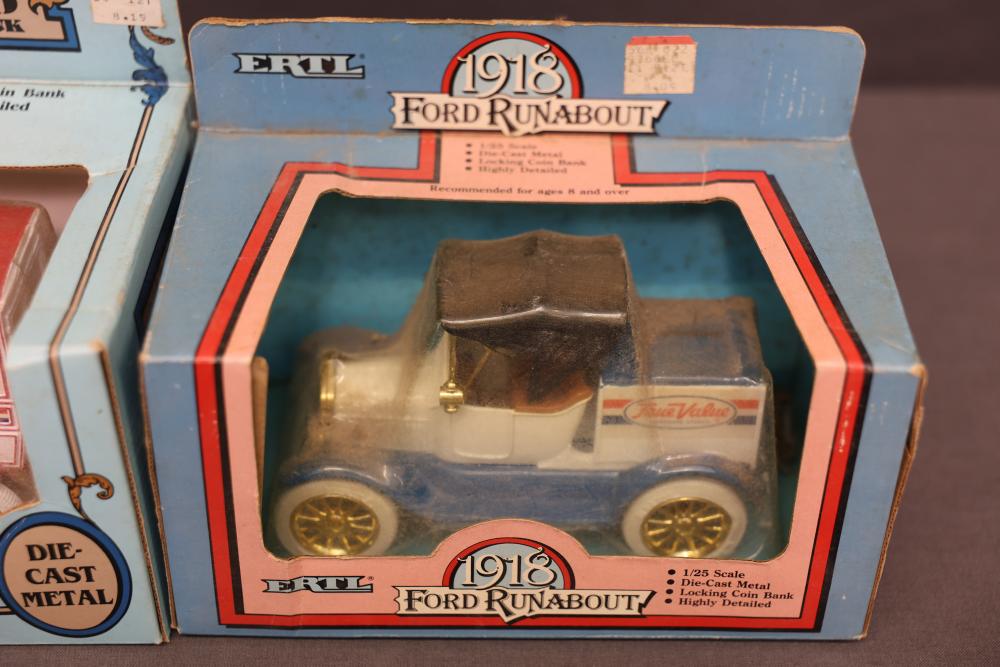 8.15
in Bank
iled
DIE-
CAST
METAL
ERTL®
1918
FORD RUNABOUT
• 1/25 Scale
• Die-Cast Metal
• Locking Coin Bank
• Highly Detailed
Recommended for ages 8 and over
True Value
ERTL®
1918
FORD RUNABOUT
• 1/25 Scale
• Die-Cast Metal
• Locking Coin Bank
• Highly Detailed